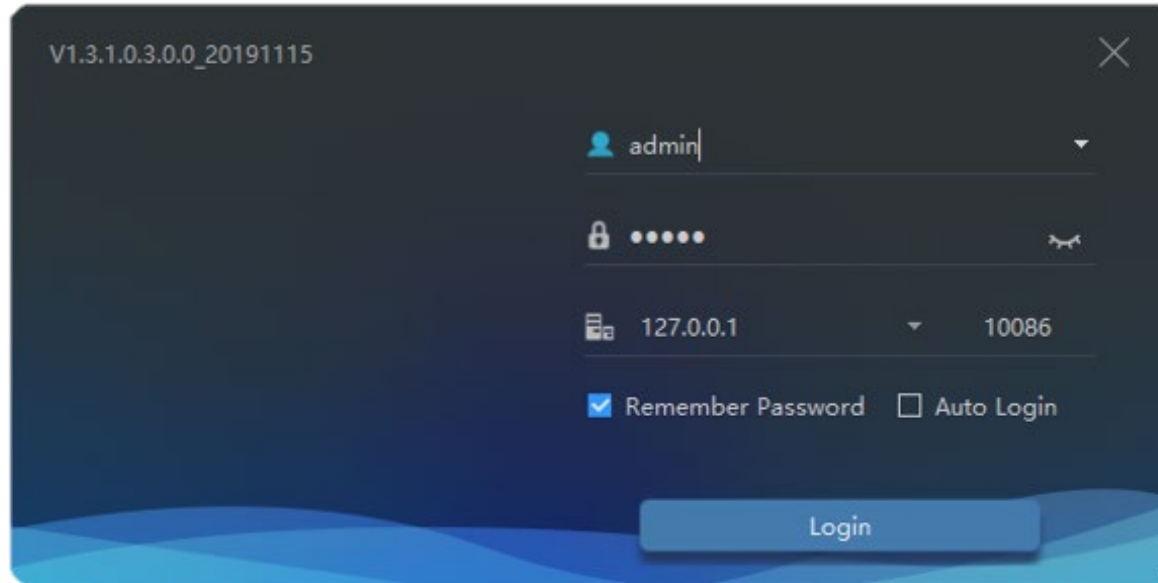 V1.3.1.0.3.0.0_20191115
admin
•••••
127.0.0.1 10086
Remember Password Auto Login
Login